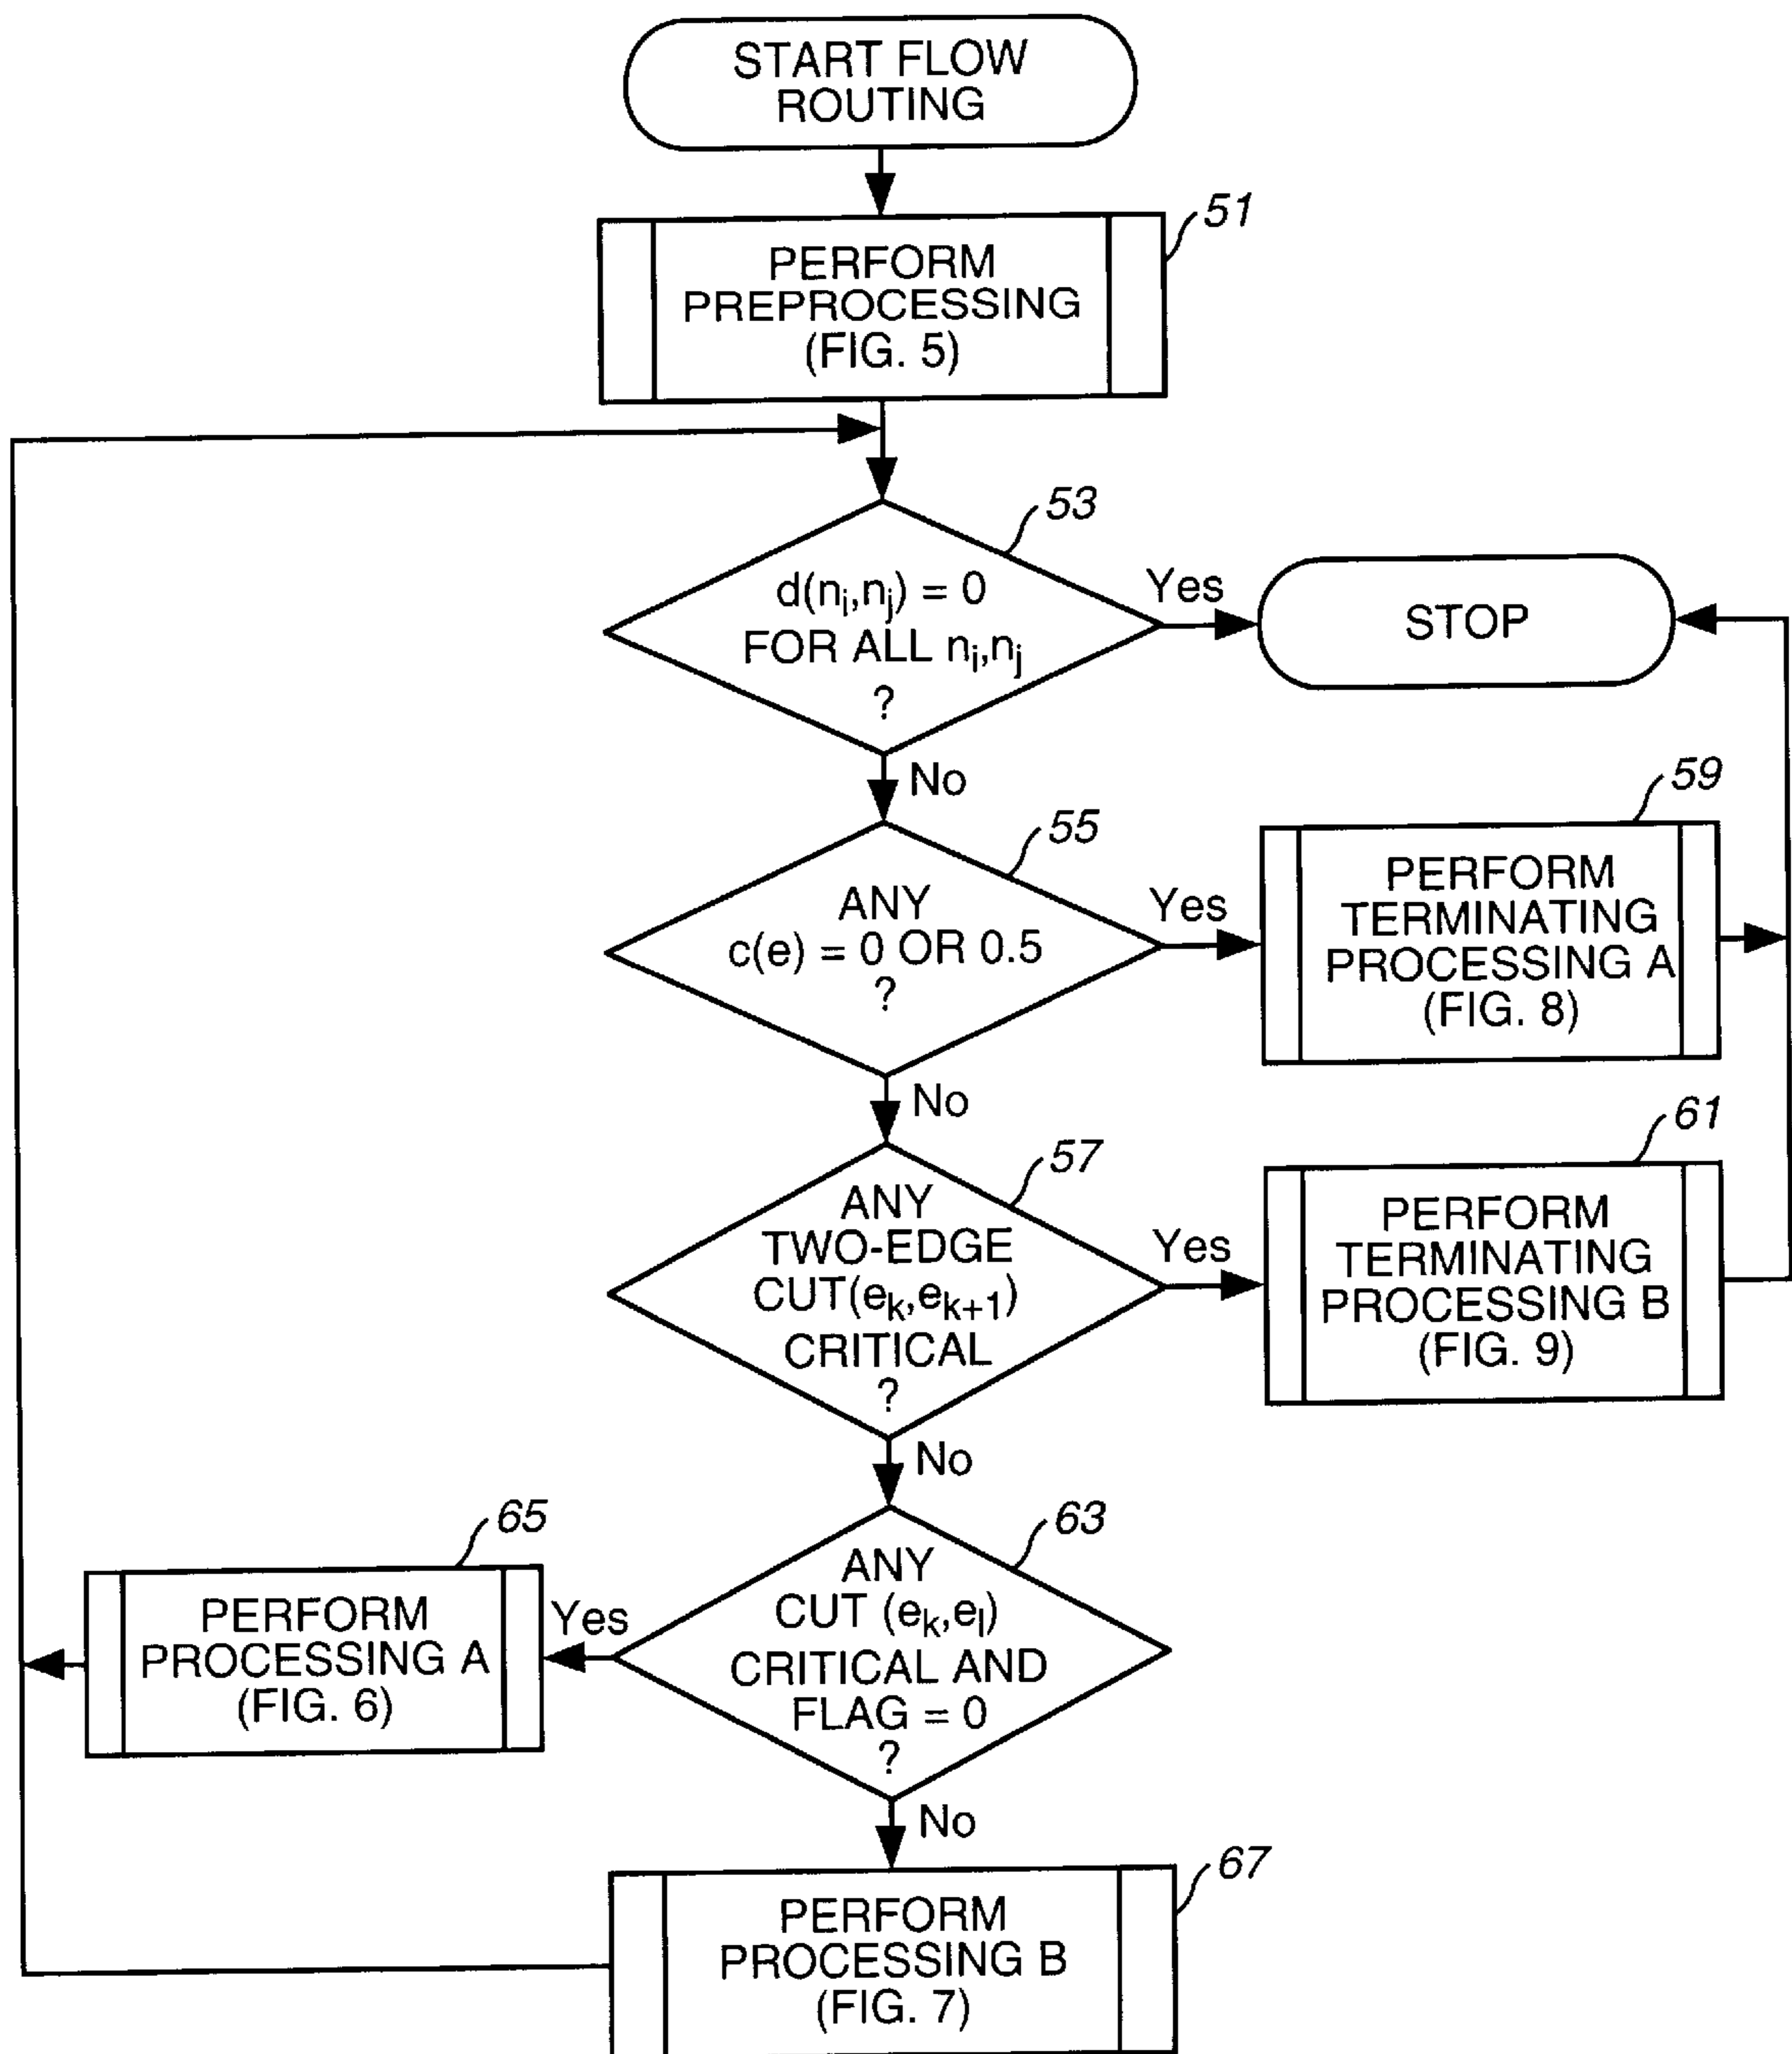 START FLOW
ROUTING
51
PERFORM
PREPROCESSING
(FIG. 5)
53
d(nᵢ,nⱼ) = 0
FOR ALL nᵢ,nⱼ
?
Yes
STOP
No
55
ANY
c(e) = 0 OR 0.5
?
Yes
59
PERFORM
TERMINATING
PROCESSING A
(FIG. 8)
No
57
ANY
TWO-EDGE
CUT(eₖ,eₖ₊₁)
CRITICAL
?
Yes
61
PERFORM
TERMINATING
PROCESSING B
(FIG. 9)
No
63
ANY
CUT (eₖ,eₗ)
CRITICAL AND
FLAG = 0
?
Yes
65
PERFORM
PROCESSING A
(FIG. 6)
No
67
PERFORM
PROCESSING B
(FIG. 7)